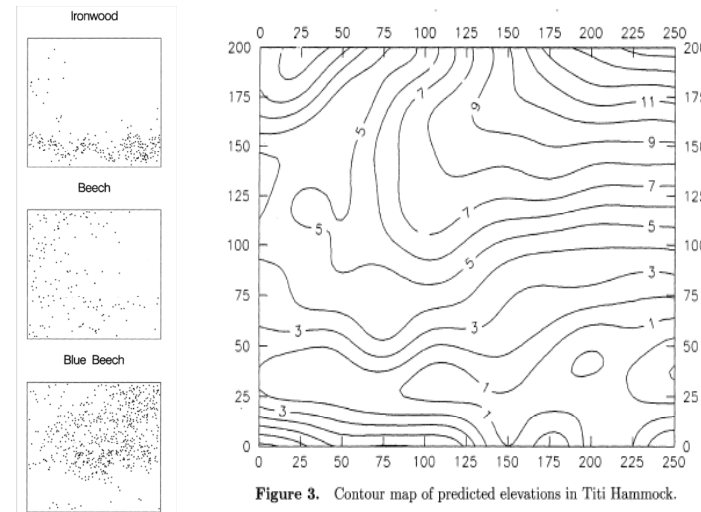 Ironwood
Beech
Blue Beech
0 25 50 75 100 125 150 175 200 225 250
200 200
175 175
150 150
125 125
100 100
75 75
50 50
25 25
0 0
5 7 9 11
9
7
5 7
5
5 3
3 3
1
1
3 1
0 25 50 75 100 125 150 175 200 225 250
Figure 3. Contour map of predicted elevations in Titi Hammock.